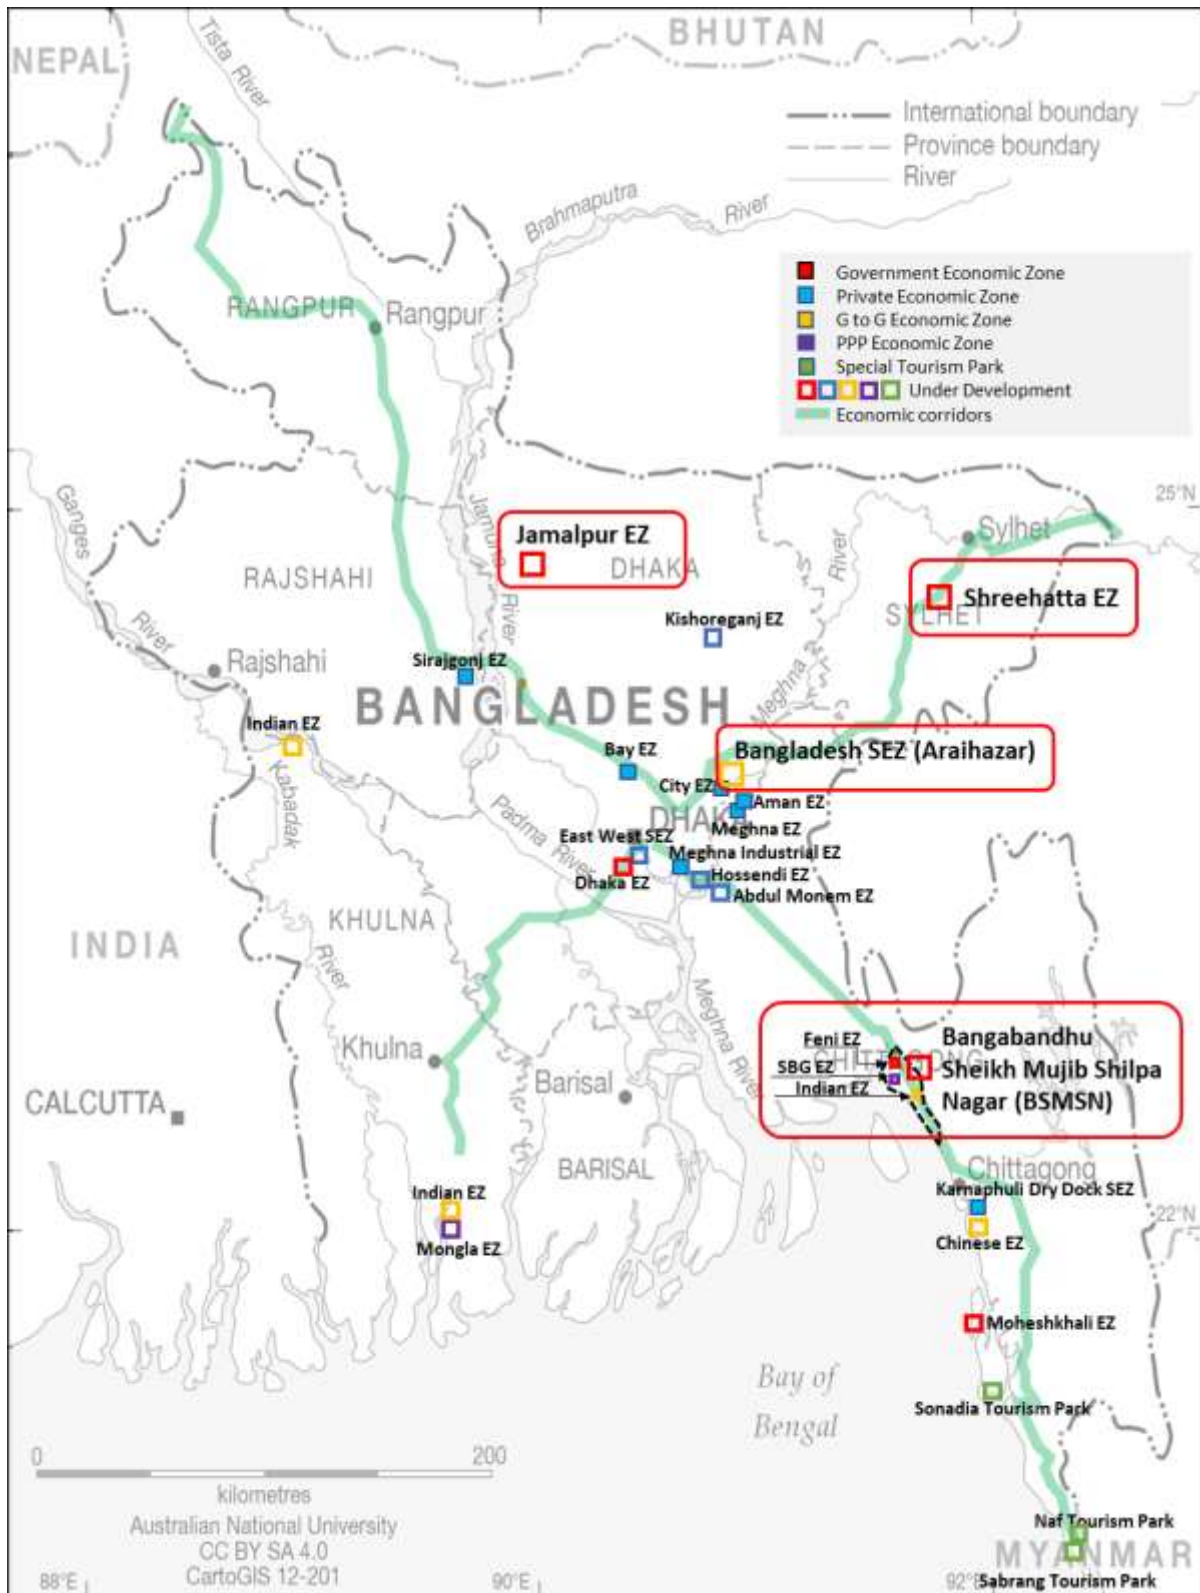 BHUTAN
NEPAL
Tista River
International boundary
Province boundary
River
Brahmaputra
River
Government Economic Zone
Private Economic Zone
G to G Economic Zone
PPP Economic Zone
Special Tourism Park
Under Development
Economic corridors
RANGPUR
Rangpur
25°N
Ganges
River
Jamuna
River
Jamalpur EZ
DHAKA
Sylhet
River
Shreehatta EZ
SYLHET
RAJSHAHI
Kishoreganj EZ
Rajshahi
Sirajgonj EZ
Meghna
BANGLADESH
Indian EZ
Bay EZ
Bangladesh SEZ (Araihazar)
City EZ
Aman EZ
Kabadak
River
Padma River
DHAKA
Meghna EZ
East West SEZ
Meghna Industrial EZ
Dhaka EZ
Hossendi EZ
Abdul Monem EZ
KHULNA
INDIA
Meghna River
Feni EZ
SBG EZ
Indian EZ
CHITTAGONG
Bangabandhu
Sheikh Mujib Shilpa
Nagar (BSMSN)
Khulna
Barisal
CALCUTTA
BARISAL
Chittagong
Karnaphuli Dry Dock SEZ
Indian EZ
Mongla EZ
22°N
Chinese EZ
Moheshkhali EZ
Bay of
Bengal
Sonadia Tourism Park
0 200
kilometres
Australian National University
CC BY SA 4.0
CartoGIS 12-201
Naf Tourism Park
MYANMAR
Sabrang Tourism Park
88°E
90°E
92°E